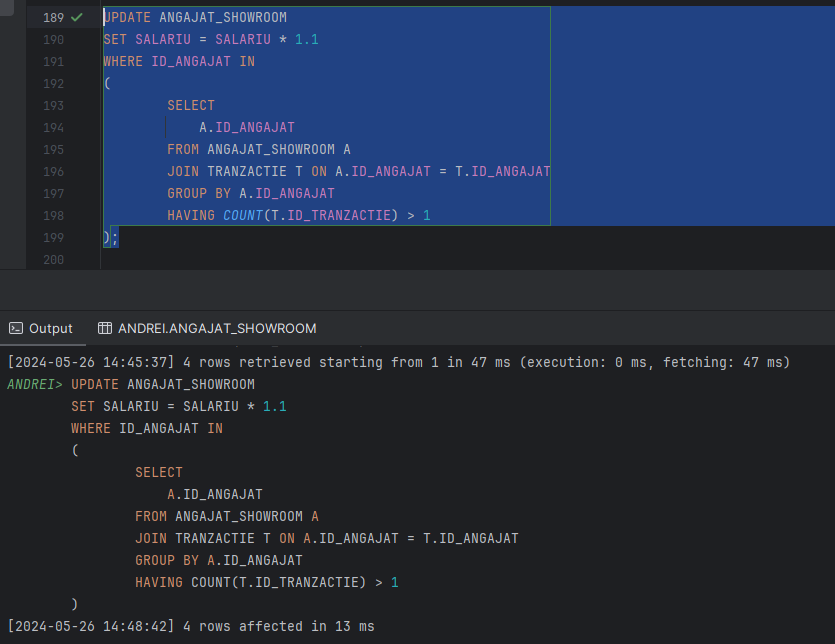 189 UPDATE ANGAJAT_SHOWROOM
190 SET SALARIU = SALARIU * 1.1
191 WHERE ID_ANGAJAT IN
192 (
193 SELECT
194 A.ID_ANGAJAT
195 FROM ANGAJAT_SHOWROOM A
196 JOIN TRANZACTIE T ON A.ID_ANGAJAT = T.ID_ANGAJAT
197 GROUP BY A.ID_ANGAJAT
198 HAVING COUNT(T.ID_TRANZACTIE) > 1
199 );
200
Output ANDREI.ANGAJAT_SHOWROOM
[2024-05-26 14:45:37] 4 rows retrieved starting from 1 in 47 ms (execution: 0 ms, fetching: 47 ms)
ANDREI> UPDATE ANGAJAT_SHOWROOM
SET SALARIU = SALARIU * 1.1
WHERE ID_ANGAJAT IN
(
SELECT
A.ID_ANGAJAT
FROM ANGAJAT_SHOWROOM A
JOIN TRANZACTIE T ON A.ID_ANGAJAT = T.ID_ANGAJAT
GROUP BY A.ID_ANGAJAT
HAVING COUNT(T.ID_TRANZACTIE) > 1
)
[2024-05-26 14:48:42] 4 rows affected in 13 ms